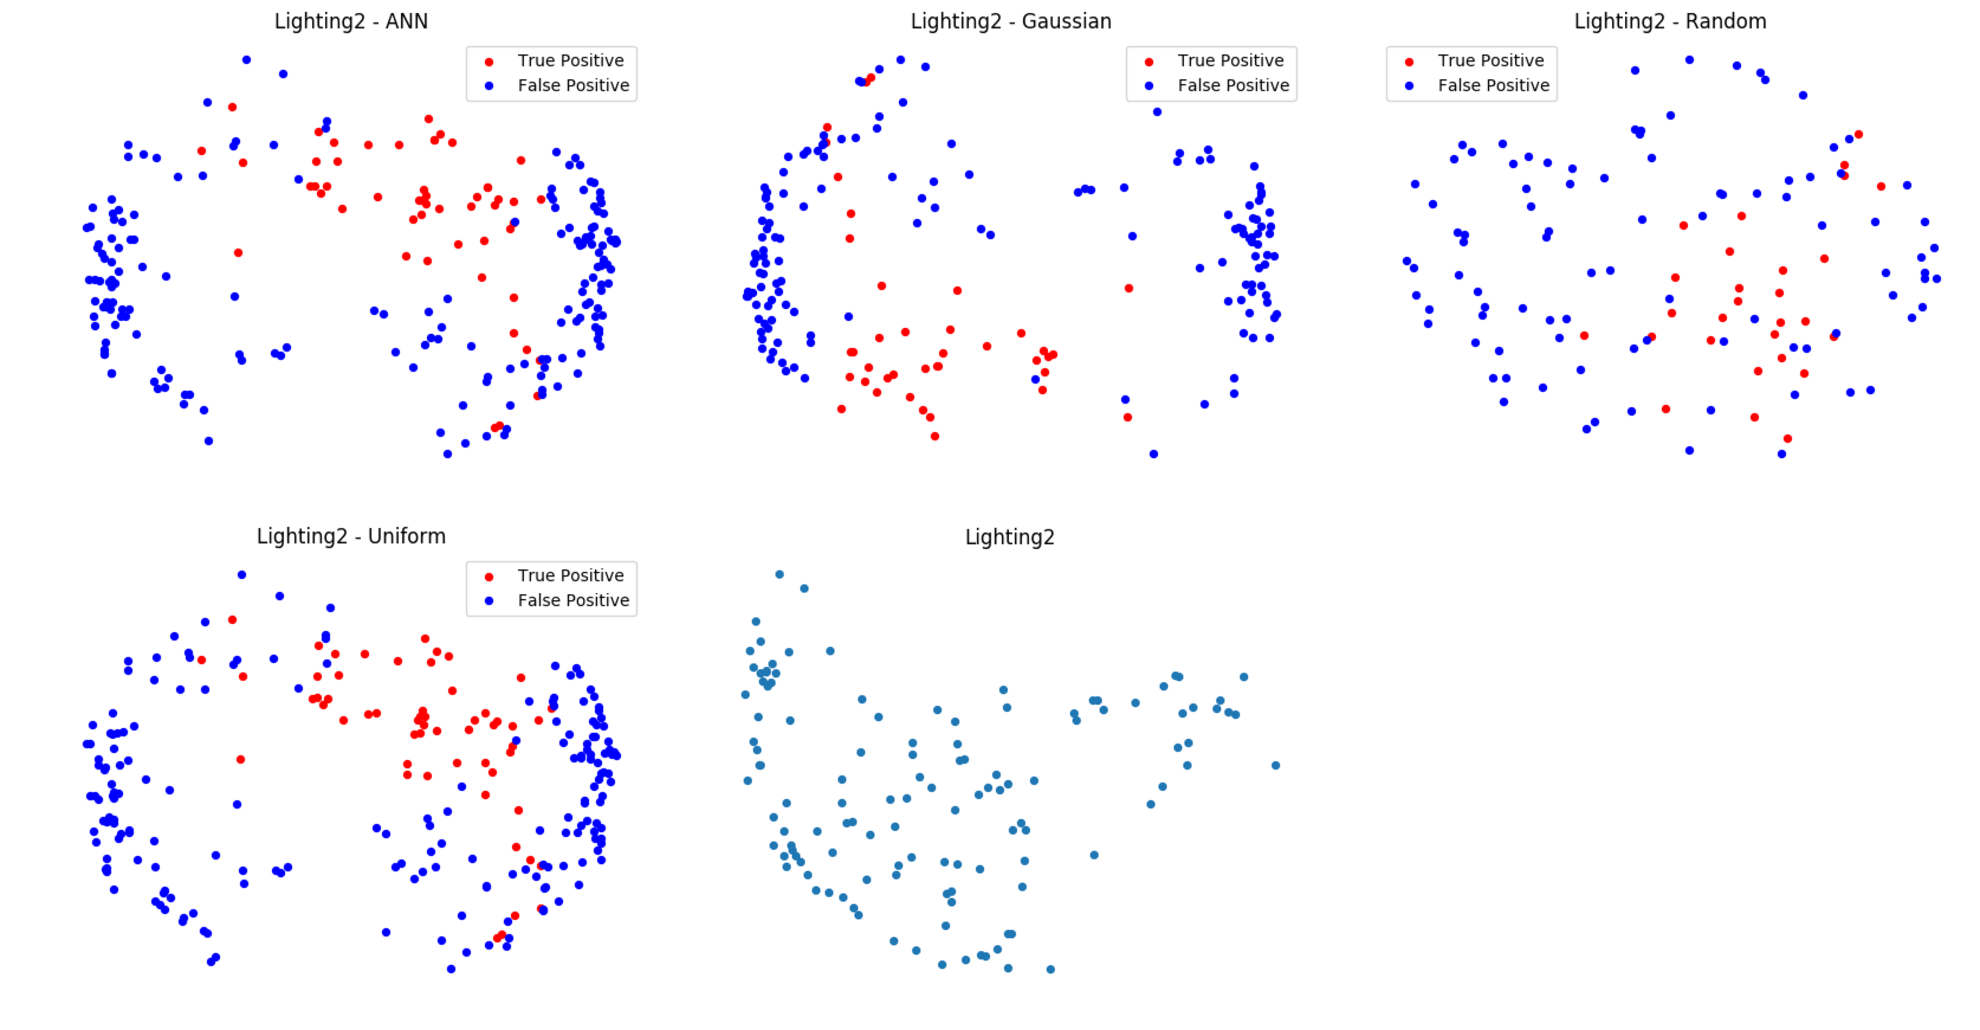 Lighting2 - ANN
True Positive
False Positive
Lighting2 - Gaussian
True Positive
False Positive
Lighting2 - Random
True Positive
False Positive
Lighting2 - Uniform
True Positive
False Positive
Lighting2